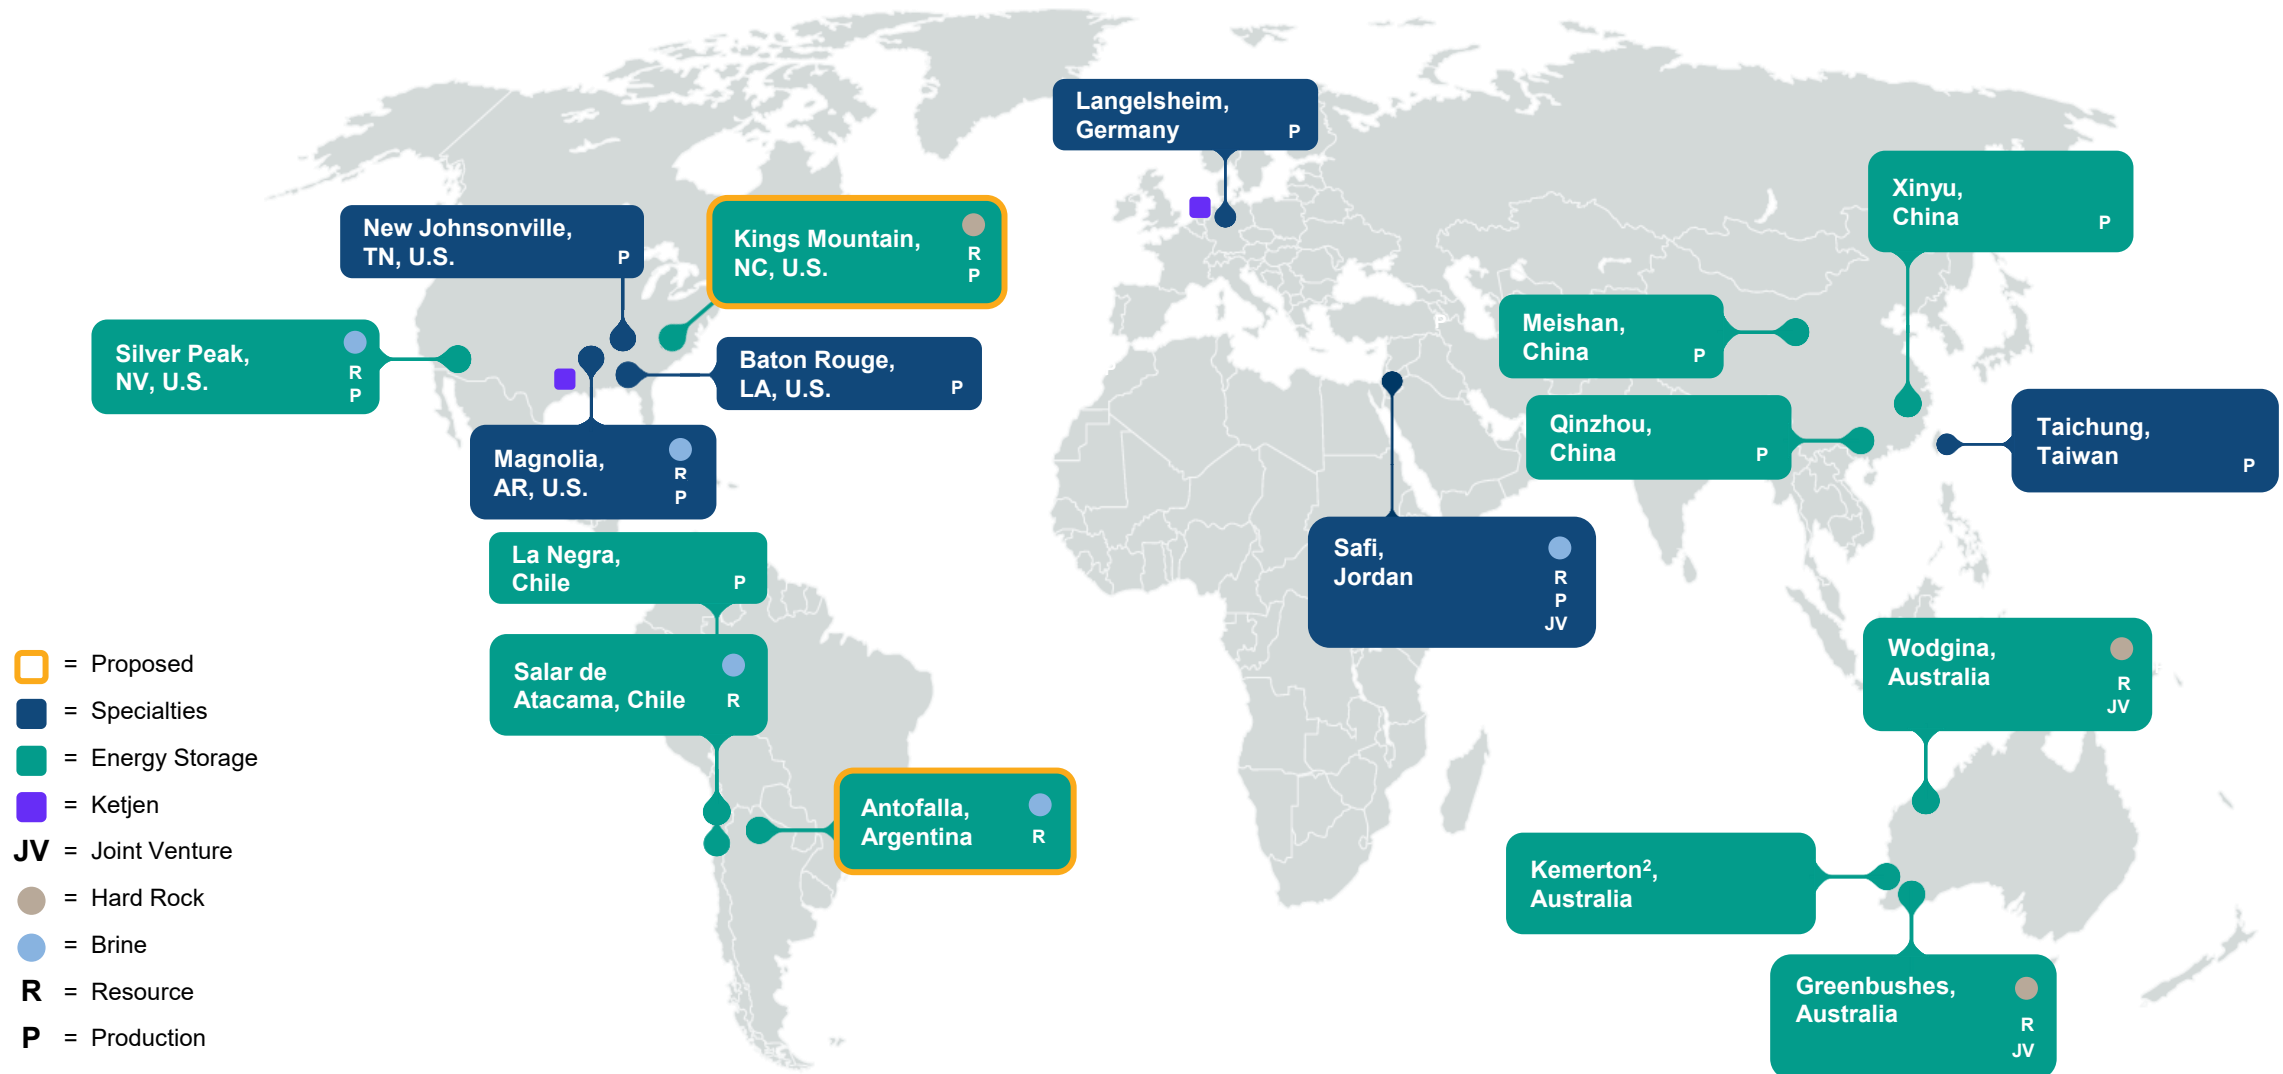 Langelsheim,
Germany P
Xinyu,
China P
New Johnsonville,
TN, U.S. P
Kings Mountain,
NC, U.S.
R
P
Meishan,
China P
P
Silver Peak,
NV, U.S.
R
P
Baton Rouge,
LA, U.S. P
Qinzhou,
China P
Taichung,
Taiwan P
Magnolia,
AR, U.S.
R
P
La Negra,
Chile P
Safi,
Jordan
R
P
JV
Salar de
Atacama, Chile R
Wodgina,
Australia
R
JV
Antofalla,
Argentina R
Kemerton²,
Australia
Greenbushes,
Australia
R
JV
= Proposed
= Specialties
= Energy Storage
= Ketjen
JV = Joint Venture
= Hard Rock
= Brine
R = Resource
P = Production